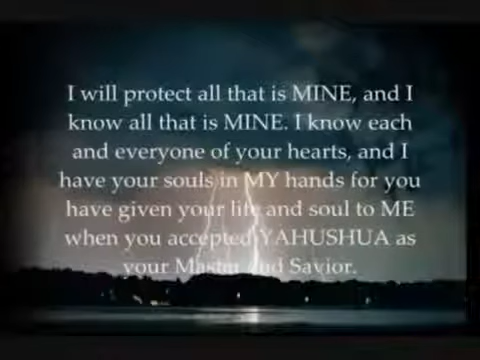 I will protect all that is MINE, and I
know all that is MINE. I know each
and everyone of your hearts, and I
have your souls in MY hands for you
have given your life and soul to ME
when you accepted YAHUSHUA as
your Master and Savior.